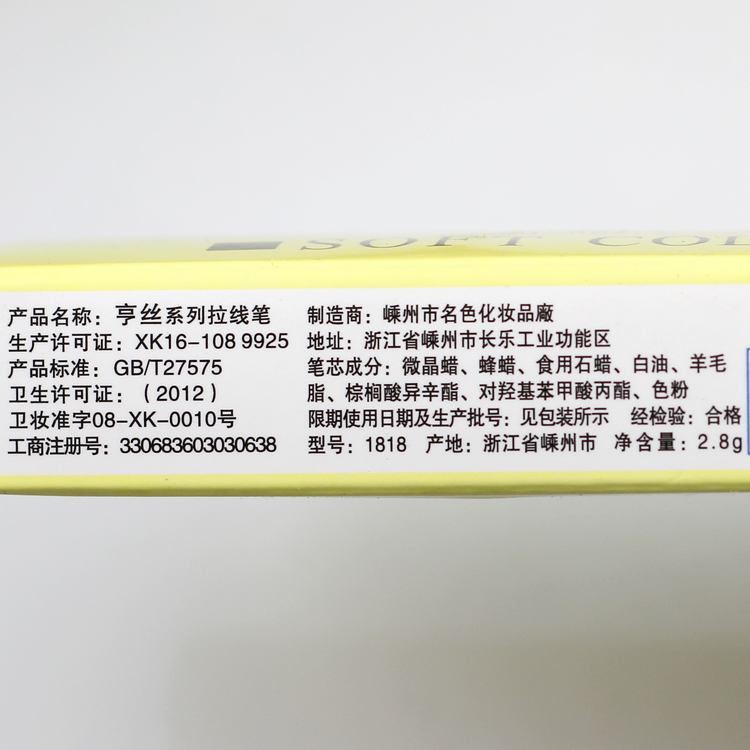 SOFT COL
产品名称：亨丝系列拉线笔
生产许可证：XK16-108 9925
产品标准：GB/T27575
卫生许可证：（2012）
卫妆准字08-XK-0010号
工商注册号：330683603030638
制造商：嵊州市名色化妆品廠
地址：浙江省嵊州市长乐工业功能区
笔芯成分：微晶蜡、蜂蜡、食用石蜡、白油、羊毛
脂、棕榈酸异辛酯、对羟基苯甲酸丙酯、色粉
限期使用日期及生产批号：见包装所示 经检验：合格
型号：1818 产地：浙江省嵊州市 净含量：2.8g